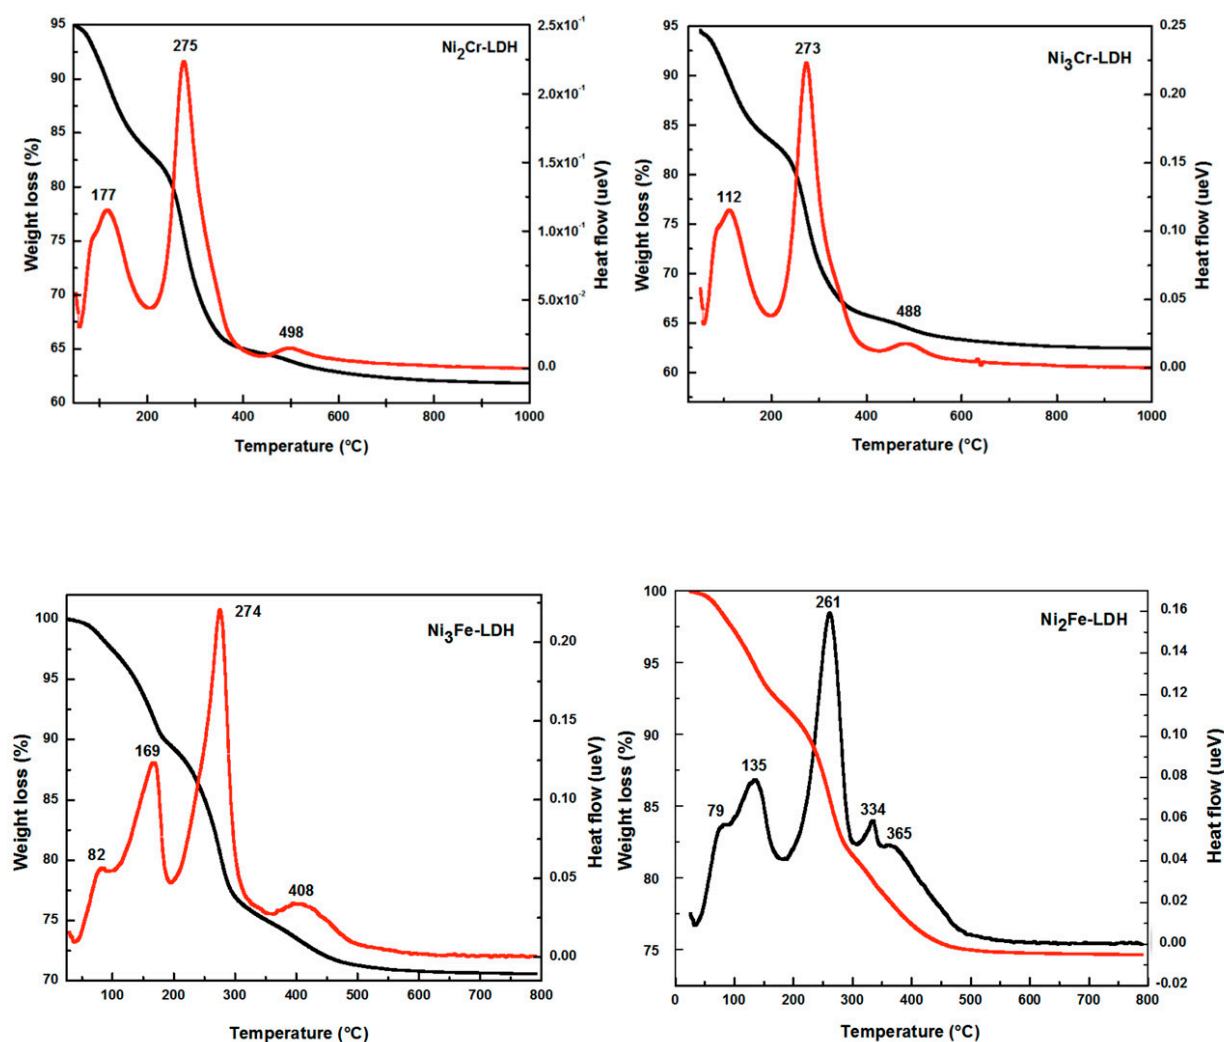 Ni2Cr-LDH
Weight loss (%)
95
90
85
80
75
70
65
60
177
275
498
2.5x10-1
2.0x10-1
1.5x10-1
1.0x10-1
5.0x10-2
0.0
Heat flow (ueV)
200 400 600 800 1000
Temperature (°C)
Ni3Cr-LDH
Weight loss (%)
95
90
85
80
75
70
65
60
112
273
488
0.25
0.20
0.15
0.10
0.05
0.00
Heat flow (ueV)
200 400 600 800 1000
Temperature (°C)
Ni3Fe-LDH
Weight loss (%)
100
95
90
85
80
75
70
82
169
274
408
0.20
0.15
0.10
0.05
0.00
Heat flow (ueV)
100 200 300 400 500 600 700 800
Temperature (°C)
Ni2Fe-LDH
Weight loss (%)
100
95
90
85
80
75
79
135
261
334
365
0.16
0.14
0.12
0.10
0.08
0.06
0.04
0.02
0.00
-0.02
Heat flow (ueV)
0 100 200 300 400 500 600 700 800
Temperature (°C)